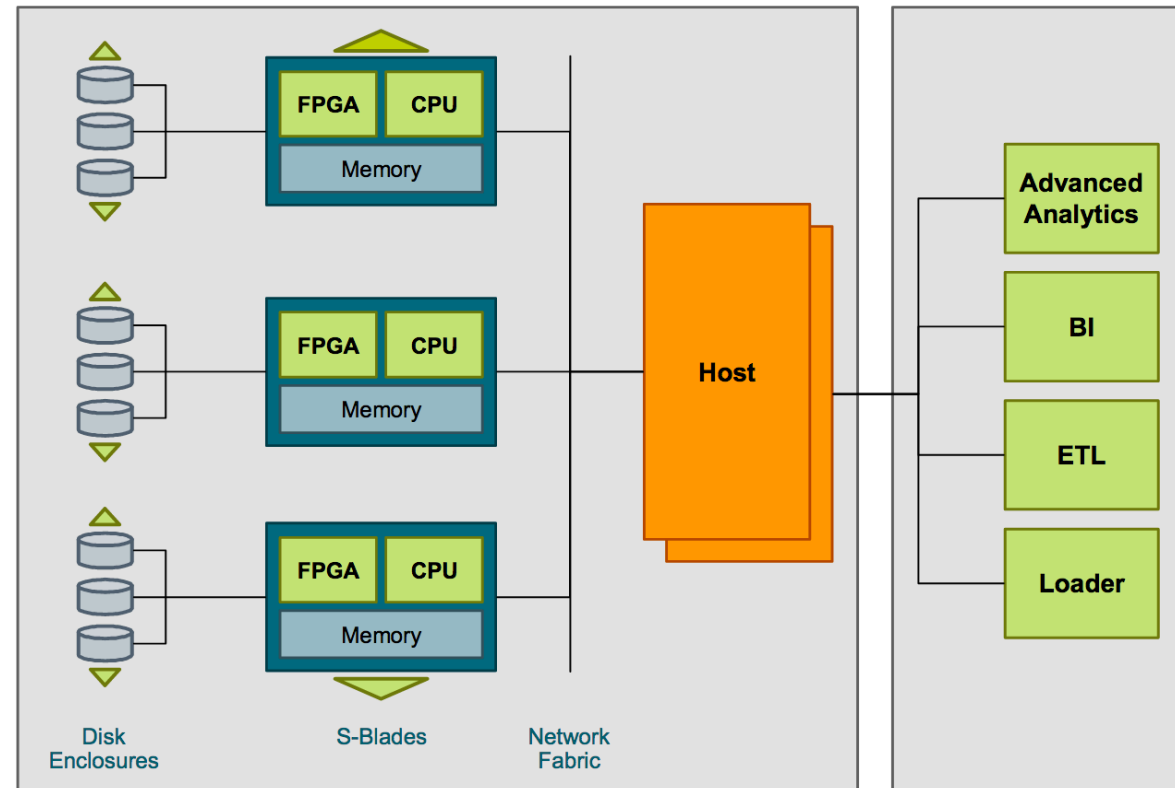 FPGA
CPU
Memory
FPGA
CPU
Memory
FPGA
CPU
Memory
Disk
Enclosures
S-Blades
Network
Fabric
Host
Advanced
Analytics
BI
ETL
Loader